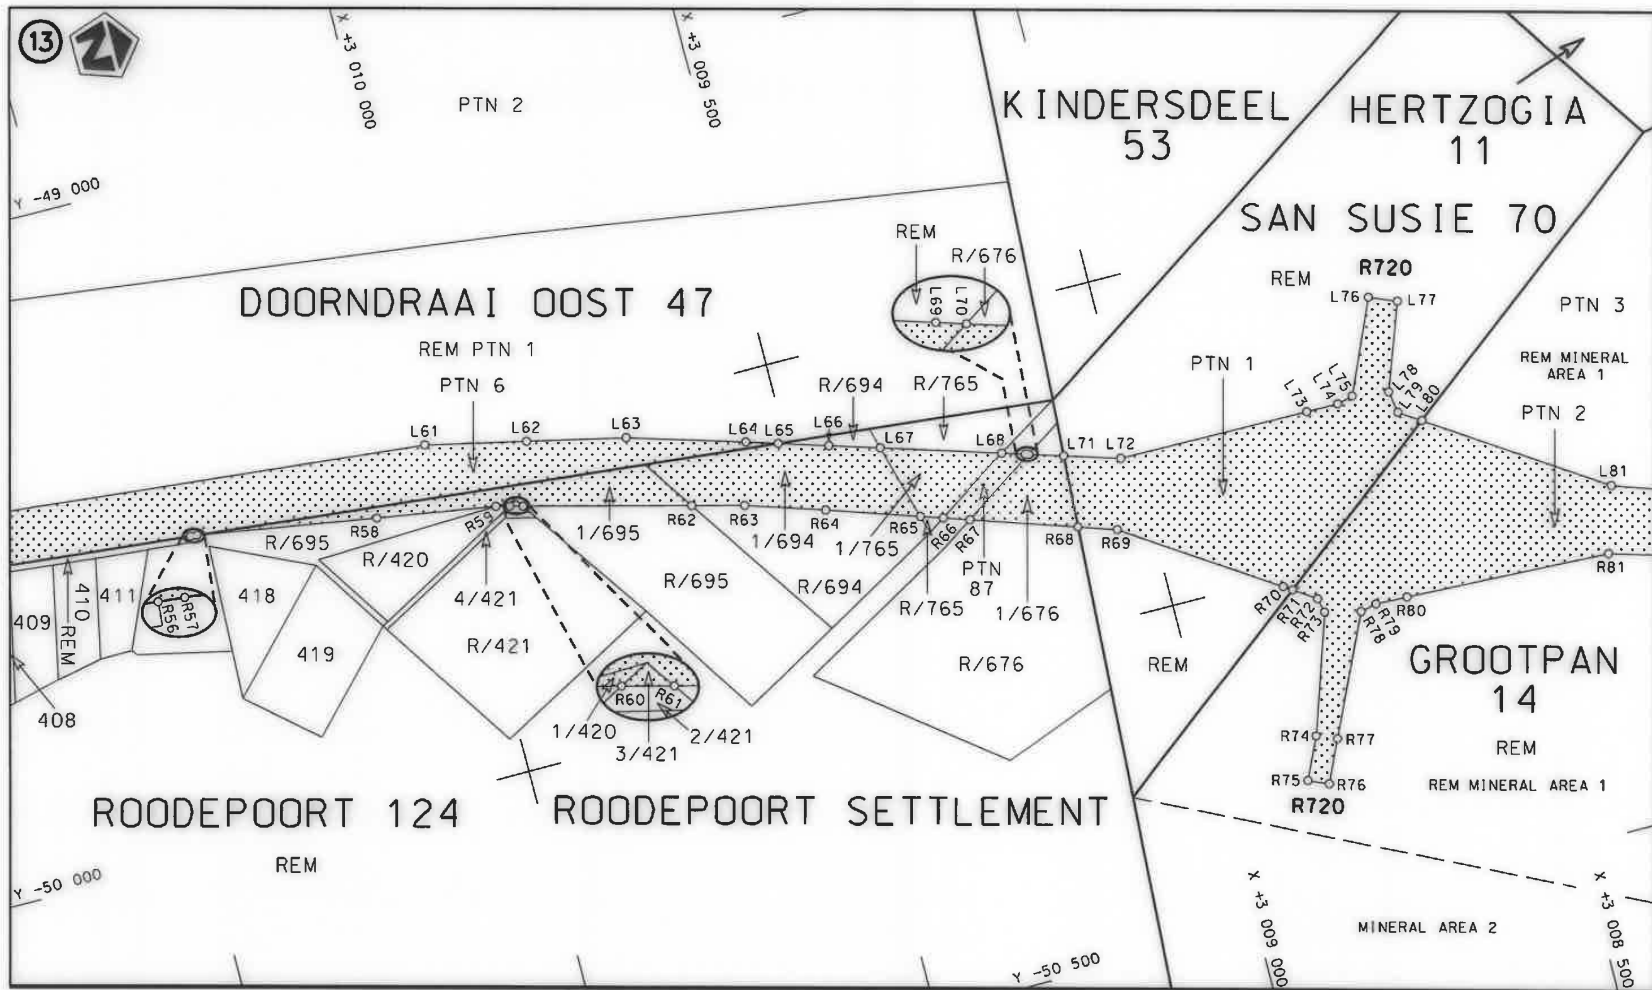 13
X +3 010 000
X +3 009 500
PTN 2
KINDERSDEEL
53
HERTZOGIA
11
Y -49 000
SAN SUSIE 70
REM
R/676
L69
L70
REM
R720
L76
L77
PTN 3
DOORNDRAAI OOST 47
REM PTN 1
PTN 6
R/694
R/765
PTN 1
REM MINERAL
AREA 1
PTN 2
L61
L62
L63
L64
L65
L66
L67
L68
L71
L72
L73
L74
L75
L78
L79
L80
L81
R58
R59
R62
R63
R64
R65
R66
R67
R68
R69
R/695
R/420
1/695
1/694
1/765
PTN
87
1/676
R81
409
410
REM
411
R56
R57
418
4/421
R/695
R/694
R/765
R70
R71
R72
R73
R78
R79
R80
419
R/421
R/676
REM
GROOTPAN
14
408
R60
R61
1/420
3/421
2/421
R74
R77
REM
R75
R76
REM MINERAL AREA 1
R720
ROODEPOORT 124
ROODEPOORT SETTLEMENT
REM
Y -50 000
X +3 009 000
X +3 008 500
MINERAL AREA 2
Y -50 500